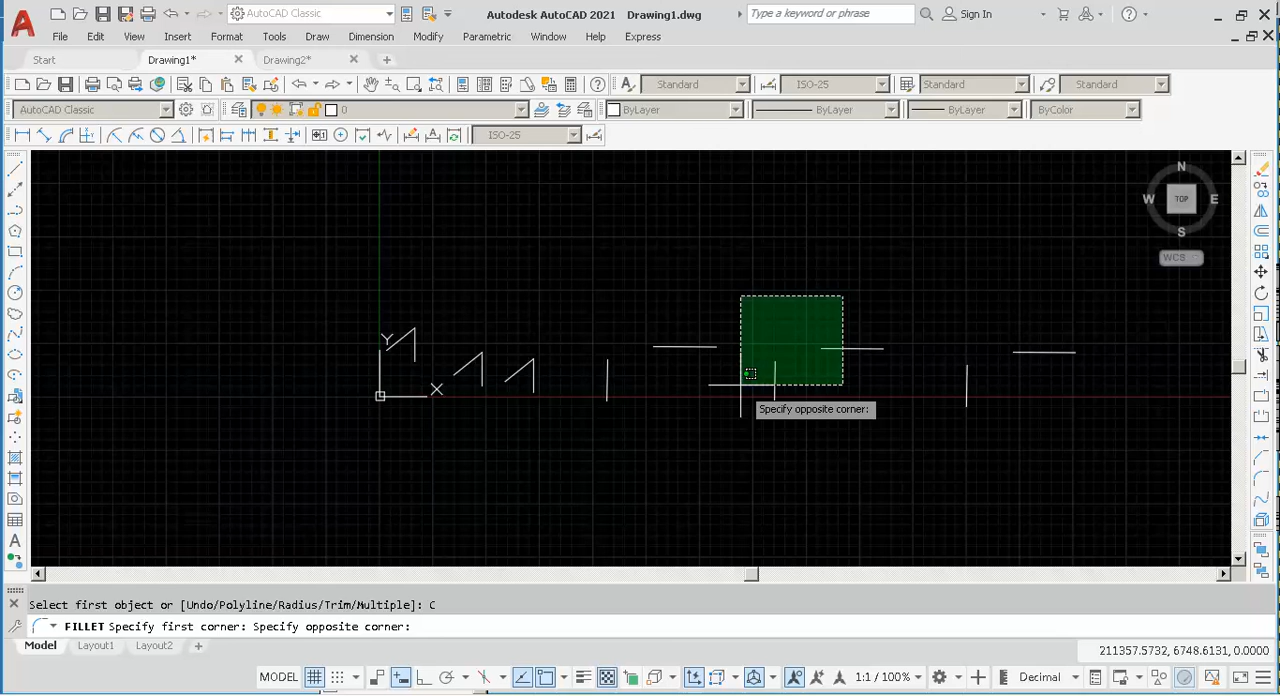 AutoCAD Classic Autodesk AutoCAD 2021 Drawing1.dwg Type a keyword or phrase Sign In
File Edit View Insert Format Tools Draw Dimension Modify Parametric Window Help Express
Start Drawing1* Drawing2*
Standard ISO-25 Standard Standard
AutoCAD Classic 0 ByLayer ByLayer ByLayer ByColor
ISO-25
N
W TOP E
S
WCS
Y
X
Specify opposite corner:
Select first object or [Undo/Polyline/Radius/Trim/Multiple]: C
FILLET Specify first corner: Specify opposite corner:
Model Layout1 Layout2
211357.5732, 6748.6131, 0.0000
MODEL 1:1 / 100% Decimal